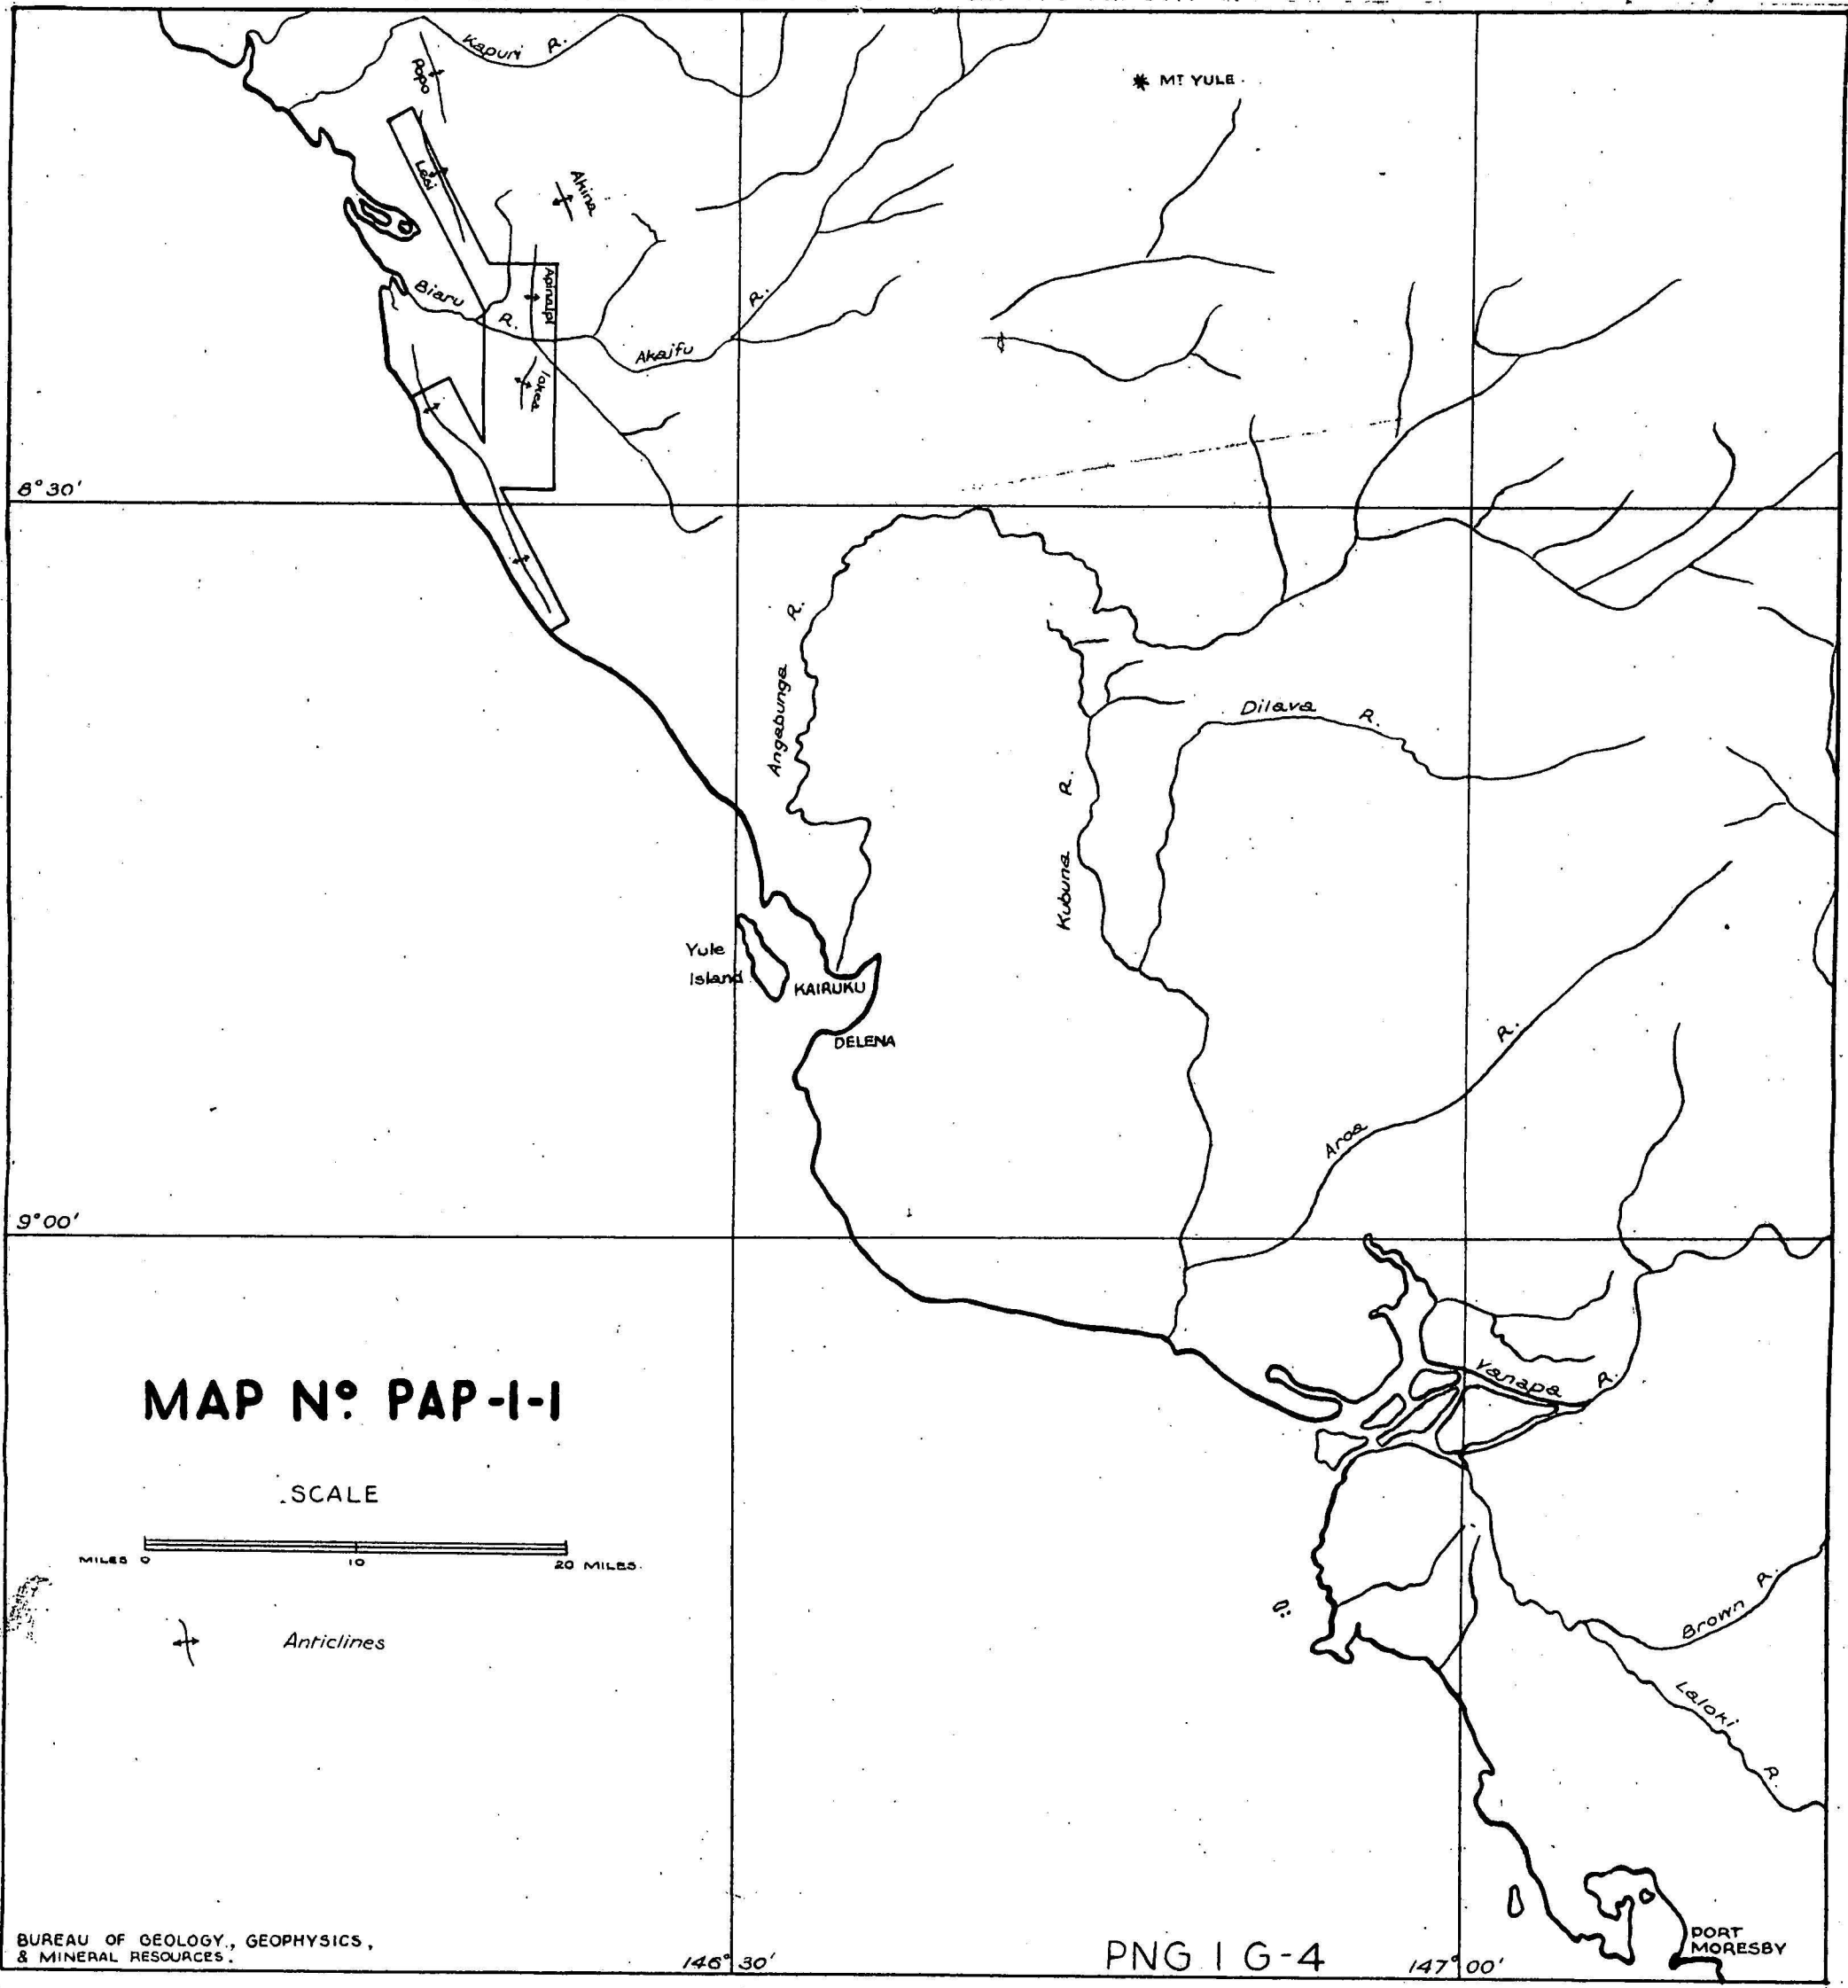 Kapuri R.
Popo
MT YULE
Lesi
Akina
Biaru R.
Apinaipi
R.
Akaifu
Iokea
8°30'
R.
Angabunga
Dilava R.
Kubuna R.
Yule
Island
KAIRUKU
DELENA
R.
Aroa
9°00'
MAP Nº PAP-1-1
Vanapa R.
SCALE
MILES 0 10 20 MILES.
Anticlines
Brown R.
Laloki
R.
PORT
MORESBY
BUREAU OF GEOLOGY, GEOPHYSICS,
& MINERAL RESOURCES.
146°30'
PNG 1 G-4
147°00'